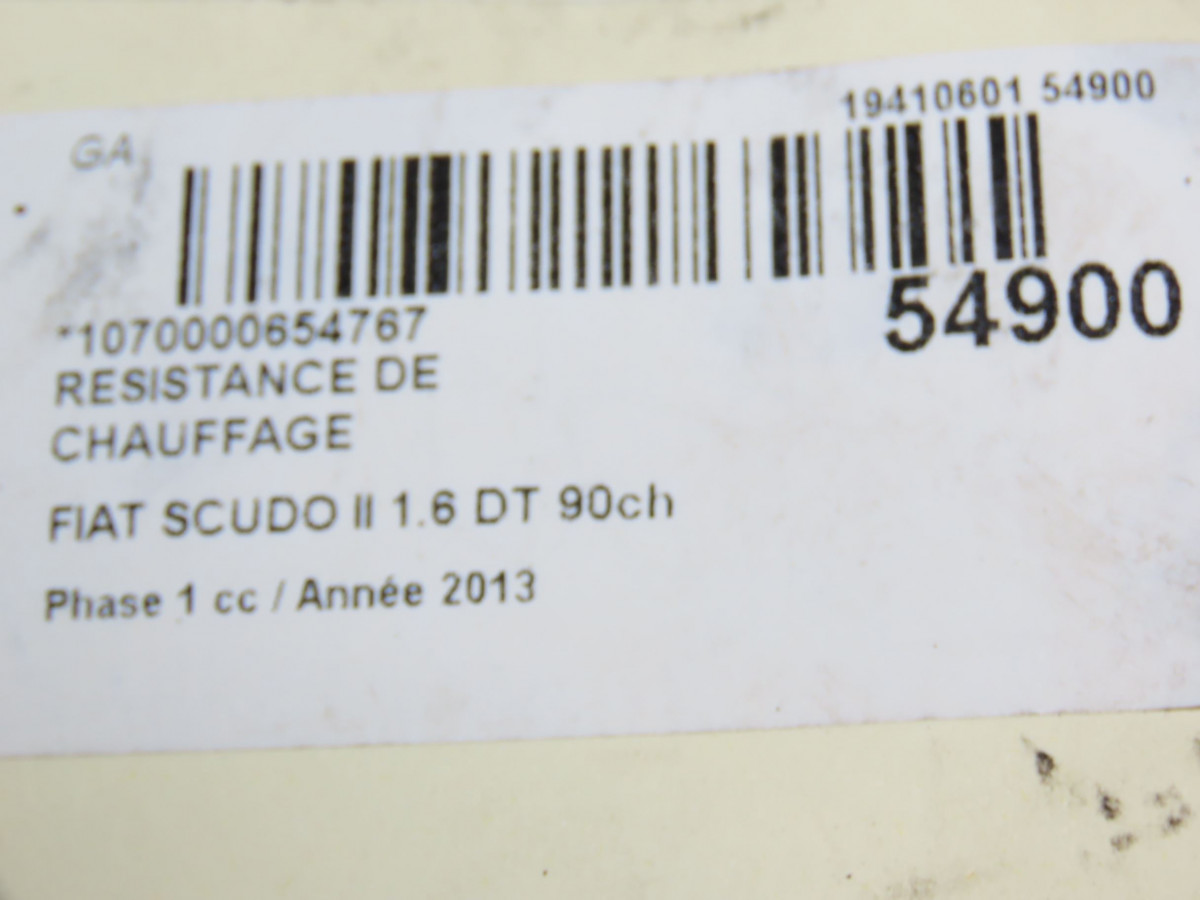 GA
19410601 54900
*1070000654767
54900
RESISTANCE DE
CHAUFFAGE
FIAT SCUDO II 1.6 DT 90ch
Phase 1 cc / Année 2013